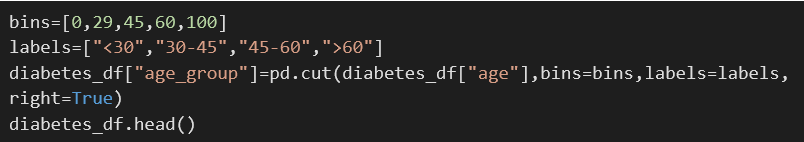 bins=[0,29,45,60,100]
labels=["<30","30-45","45-60",">60"]
diabetes_df["age_group"]=pd.cut(diabetes_df["age"],bins=bins,labels=labels,
right=True)
diabetes_df.head()